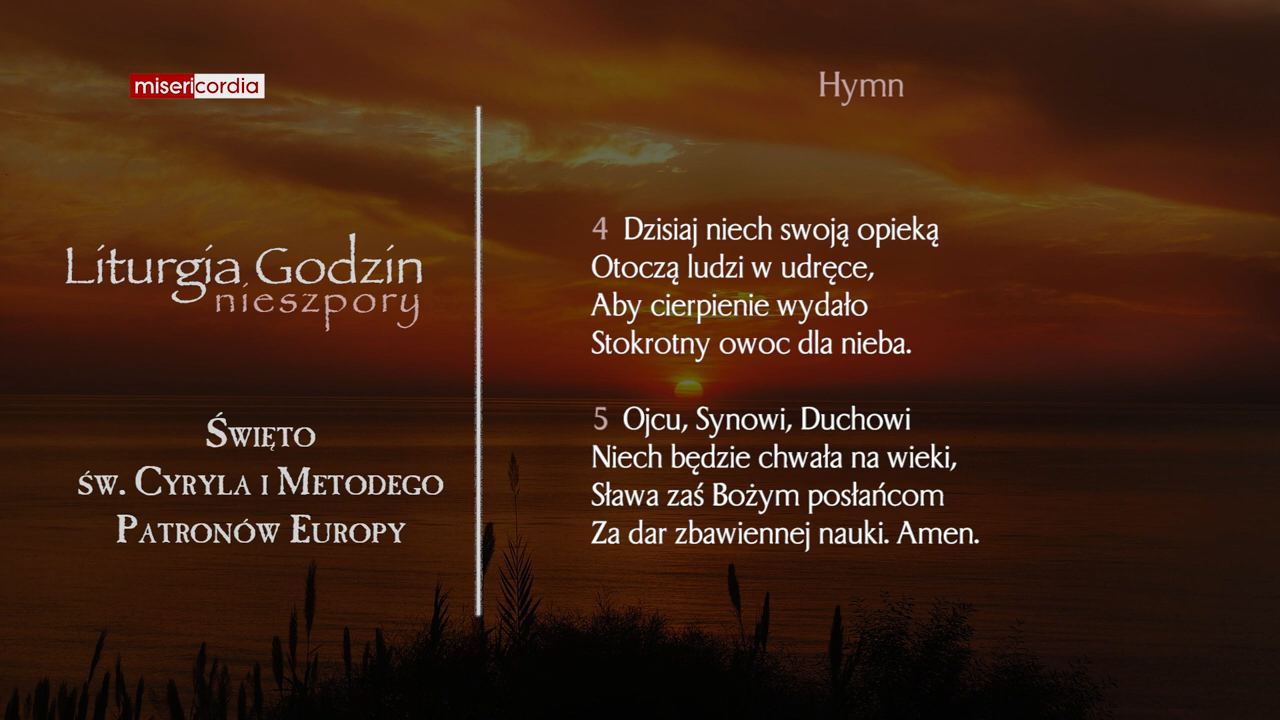 misericordia
Liturgia Godzin
nieszpory
Święto
św. Cyryla i Metodego
Patronów Europy
Hymn
4 Dzisiaj niech swoją opieką
Otoczą ludzi w udręce,
Aby cierpienie wydało
Stokrotny owoc dla nieba.
5 Ojcu, Synowi, Duchowi
Niech będzie chwała na wieki,
Sława zaś Bożym posłańcom
Za dar zbawiennej nauki. Amen.